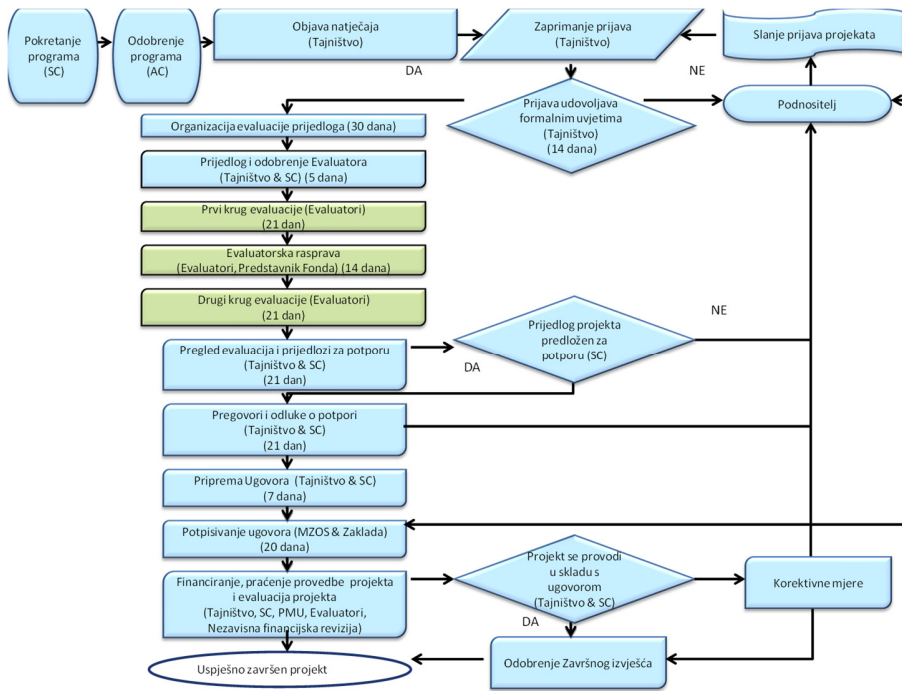 Pokretanje
programa
(SC)
Odobrenje
programa
(AC)
Objava natječaja
(Tajništvo)
Zaprimanje prijava
(Tajništvo)
Slanje prijava projekata
DA
NE
Prijava udovoljava
formalnim uvjetima
(Tajništvo)
(14 dana)
Podnositelj
Organizacija evaluacije prijedloga (30 dana)
Prijedlog i odobrenje Evaluatora
(Tajništvo & SC) (5 dana)
Prvi krug evaluacije (Evaluatori)
(21 dan)
Evaluatorska rasprava
(Evaluatori, Predstavnik Fonda) (14 dana)
Drugi krug evaluacije (Evaluatori)
(21 dan)
Prijedlog projekta
predložen za
potporu (SC)
NE
DA
Pregled evaluacija i prijedlozi za potporu
(Tajništvo & SC)
(21 dan)
Pregovori i odluke o potpori
(Tajništvo & SC)
(21 dan)
Priprema Ugovora (Tajništvo & SC)
(7 dana)
Potpisivanje ugovora (MZOS & Zaklada)
(20 dana)
Projekt se provodi
u skladu s
ugovorom
(Tajništvo & SC)
Korektivne mjere
DA
Financiranje, praćenje provedbe projekta
i evaluacija projekta
(Tajništvo, SC, PMU, Evaluatori,
Nezavisna financijska revizija)
Odobrenje Završnog izvješća
Uspješno završen projekt